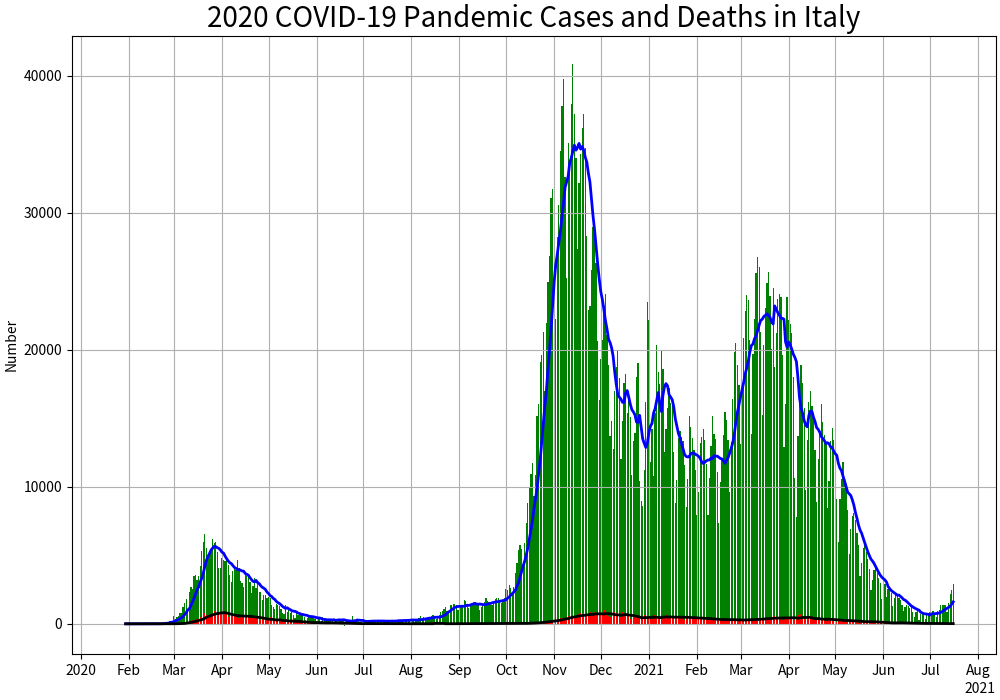 2020 COVID-19 Pandemic Cases and Deaths in Italy
40000
30000
20000
10000
0
Number
2020 Feb Mar Apr May Jun Jul Aug Sep Oct Nov Dec 2021 Feb Mar Apr May Jun Jul Aug
2021